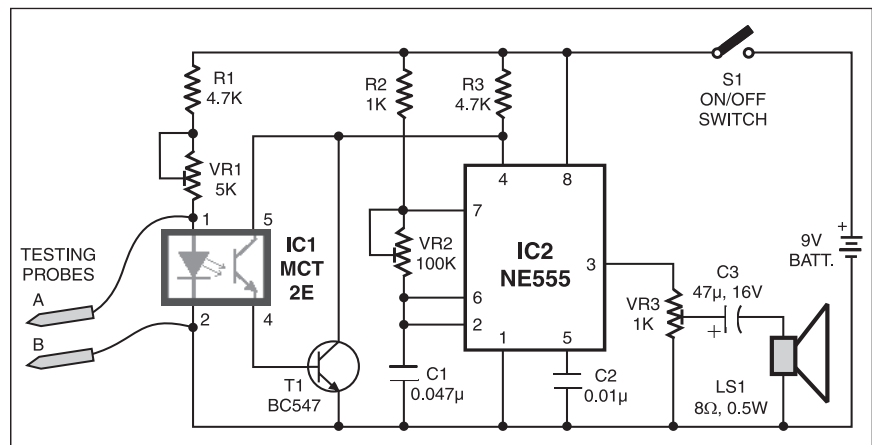 R1
4.7K
R2
1K
R3
4.7K
S1
ON/OFF
SWITCH
VR1
5K
4
8
7
1
5
IC1
MCT
2E
VR2
100K
IC2
NE555
3
9V
BATT.
+
TESTING
PROBES
A
B
2
4
6
2
VR3
1K
C3
47µ, 16V
+
1
5
T1
BC547
C1
0.047µ
C2
0.01µ
LS1
8Ω, 0.5W